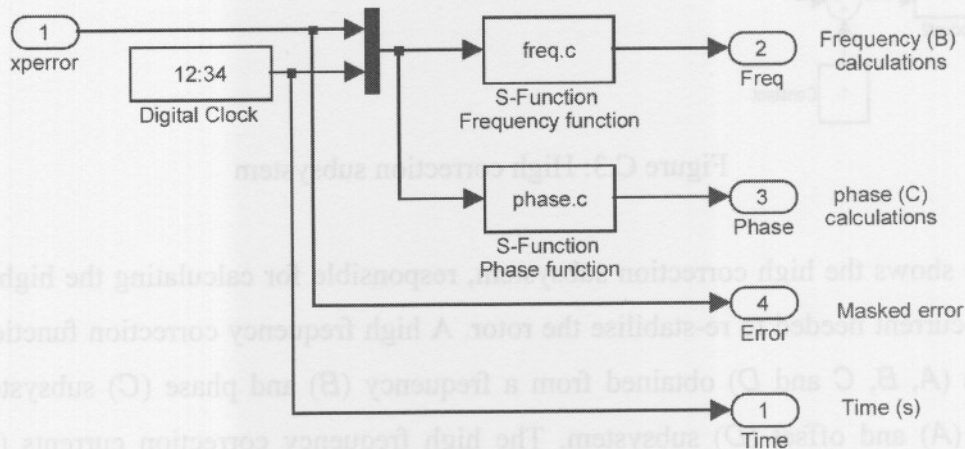 1
xperror
12:34
Digital Clock
freq.c
S-Function
Frequency function
2
Freq
Frequency (B)
calculations
phase.c
S-Function
Phase function
3
Phase
phase (C)
calculations
4
Error
Masked error
1
Time
Time (s)
Constant
Figure C.3: High correction subsystem
shows the high correction subsystem, responsible for calculating the high
current needed to re-stabilise the rotor. A high frequency correction functi
(A, B, C and D) obtained from a frequency (B) and phase (C) subsyst
(A) and offset (D) subsystem. The high frequency correction currents (